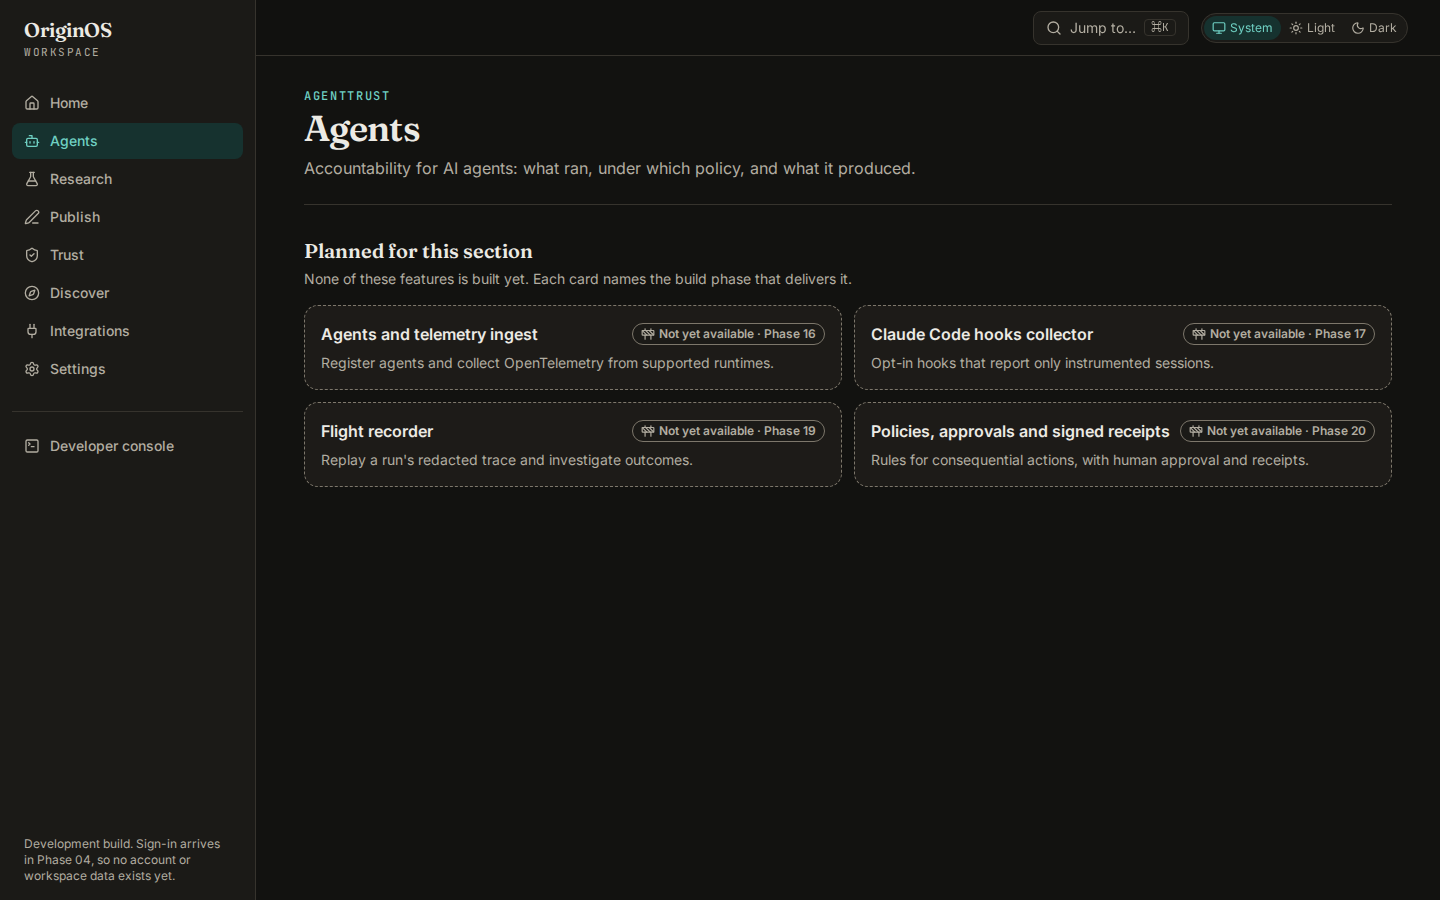 OriginOS
WORKSPACE
Home
Agents
Research
Publish
Trust
Discover
Integrations
Settings
Developer console
Development build. Sign-in arrives
in Phase 04, so no account or
workspace data exists yet.
Jump to...
⌘K
System
Light
Dark
AGENTTRUST
Agents
Accountability for AI agents: what ran, under which policy, and what it produced.
Planned for this section
None of these features is built yet. Each card names the build phase that delivers it.
Agents and telemetry ingest
Not yet available · Phase 16
Register agents and collect OpenTelemetry from supported runtimes.
Claude Code hooks collector
Not yet available · Phase 17
Opt-in hooks that report only instrumented sessions.
Flight recorder
Not yet available · Phase 19
Replay a run's redacted trace and investigate outcomes.
Policies, approvals and signed receipts
Not yet available · Phase 20
Rules for consequential actions, with human approval and receipts.